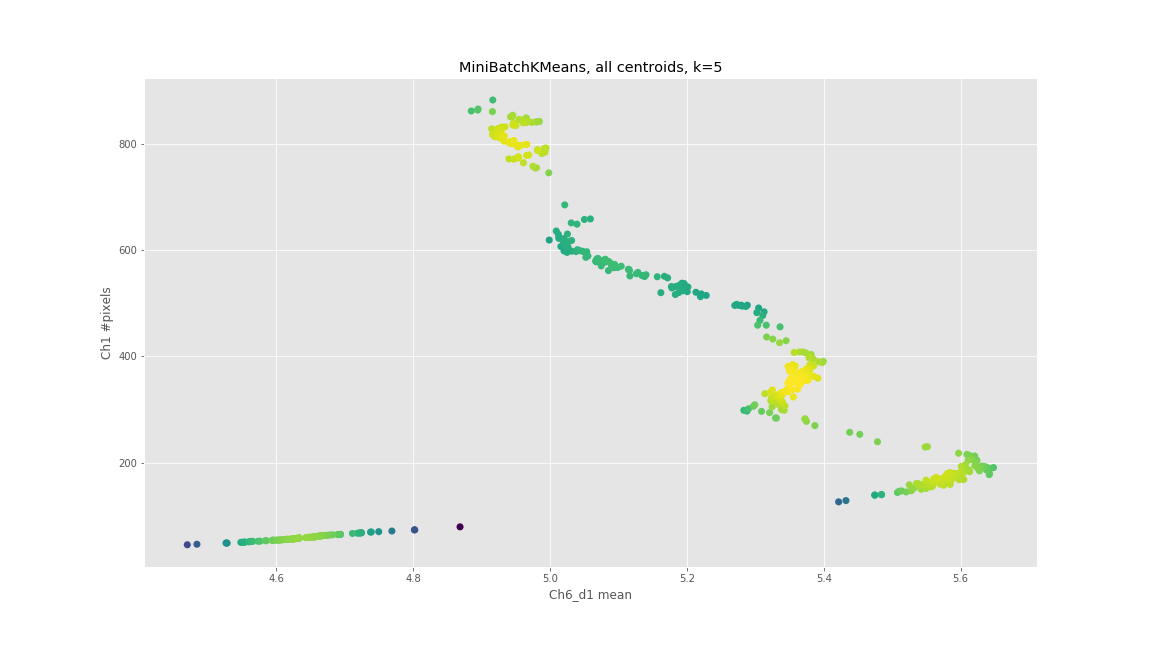 MiniBatchKMeans, all centroids, k=5
Ch1 #pixels
800
600
400
200
4.6 4.8 5.0 5.2 5.4 5.6
Ch6_d1 mean